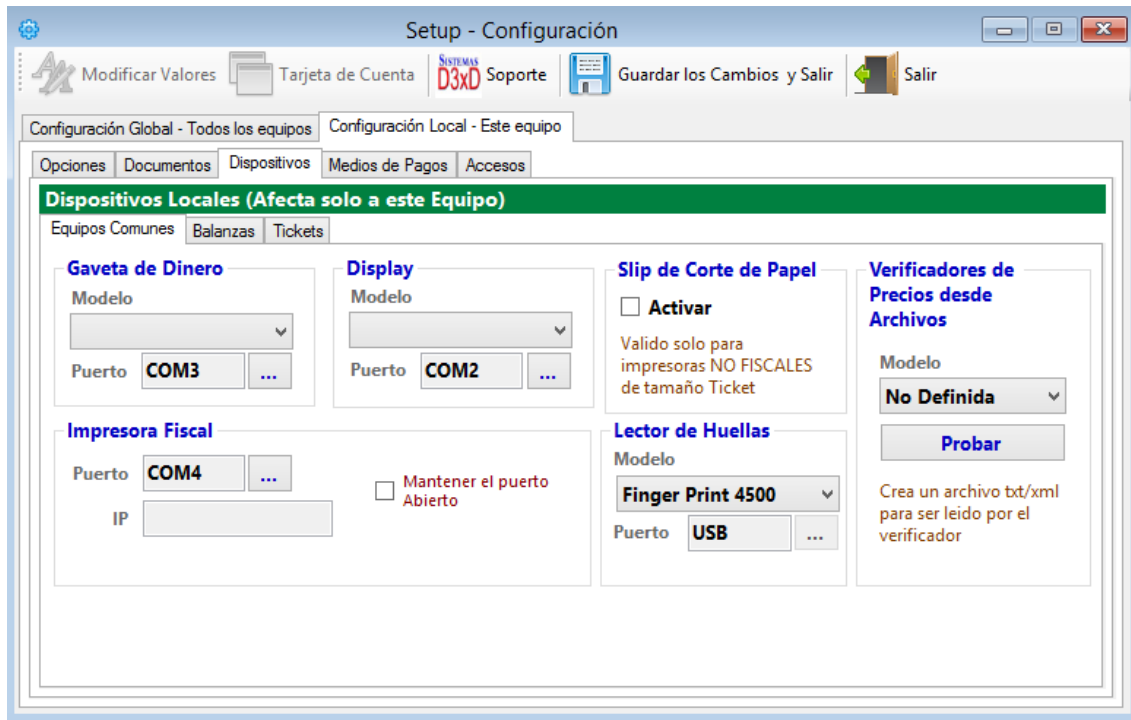 Setup - Configuración
Modificar Valores
Tarjeta de Cuenta
SISTEMAS
D3xD
Soporte
Guardar los Cambios y Salir
Salir
Configuración Global - Todos los equipos
Configuración Local - Este equipo
Opciones
Documentos
Dispositivos
Medios de Pagos
Accesos
Dispositivos Locales (Afecta solo a este Equipo)
Equipos Comunes
Balanzas
Tickets
Gaveta de Dinero
Modelo
Puerto COM3 ...
Display
Modelo
Puerto COM2 ...
Slip de Corte de Papel
Activar
Valido solo para
impresoras NO FISCALES
de tamaño Ticket
Verificadores de
Precios desde
Archivos
Modelo
No Definida
Probar
Crea un archivo txt/xml
para ser leido por el
verificador
Impresora Fiscal
Puerto COM4 ...
IP
Mantener el puerto
Abierto
Lector de Huellas
Modelo
Finger Print 4500
Puerto USB ...